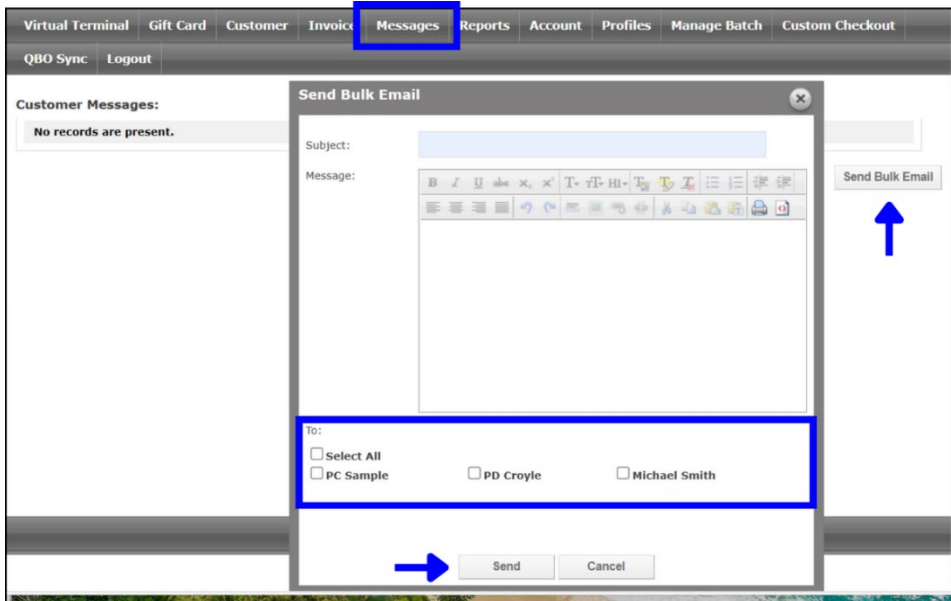 Virtual Terminal Gift Card Customer Invoice Messages Reports Account Profiles Manage Batch Custom Checkout
QBO Sync Logout
Customer Messages:
No records are present.
Send Bulk Email
Send Bulk Email
Subject:
Message:
To:
Select All
PC Sample PD Croyle Michael Smith
Send Cancel